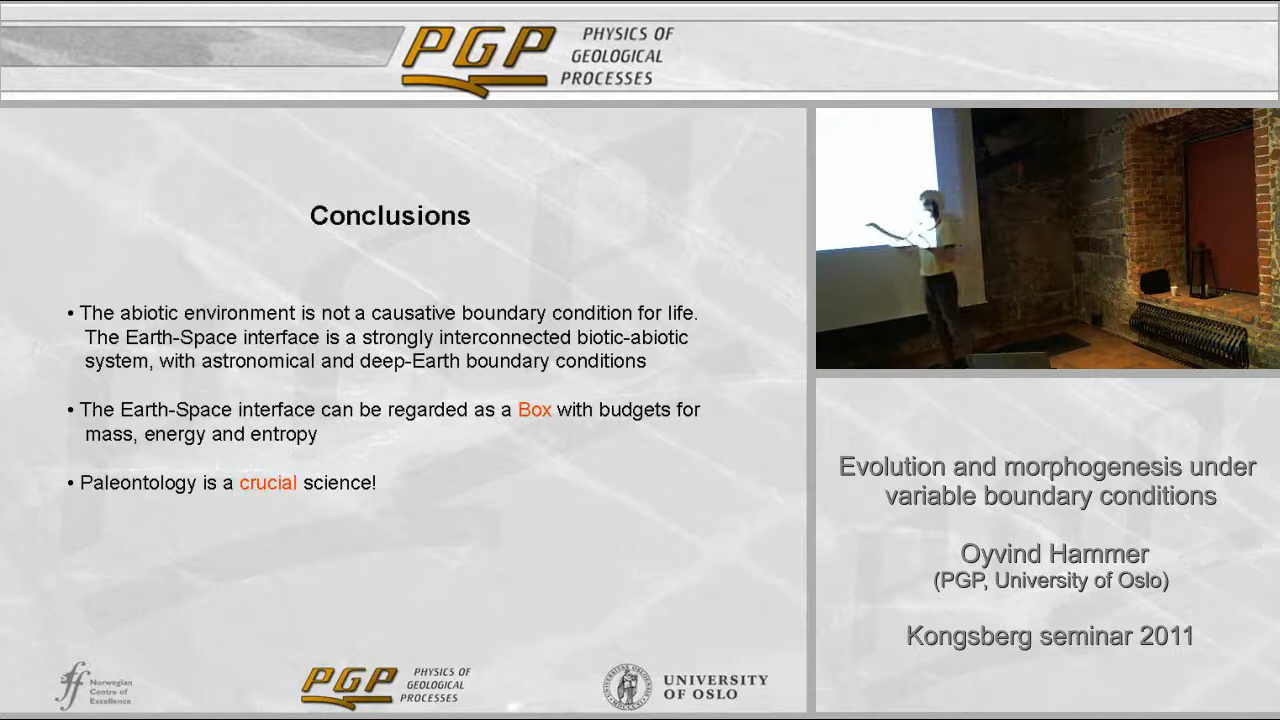 PGP PHYSICS OF
GEOLOGICAL
PROCESSES
Conclusions
• The abiotic environment is not a causative boundary condition for life.
The Earth-Space interface is a strongly interconnected biotic-abiotic
system, with astronomical and deep-Earth boundary conditions
• The Earth-Space interface can be regarded as a Box with budgets for
mass, energy and entropy
• Paleontology is a crucial science!
Evolution and morphogenesis under
variable boundary conditions
Oyvind Hammer
(PGP, University of Oslo)
Kongsberg seminar 2011
Norwegian
Centre of
Excellence
PGP PHYSICS OF
GEOLOGICAL
PROCESSES
UNIVERSITY
OF OSLO